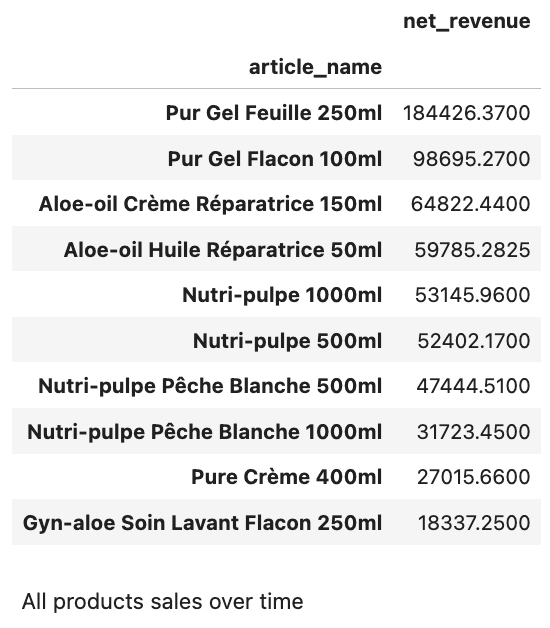 net_revenue
article_name
Pur Gel Feuille 250ml 184426.3700
Pur Gel Flacon 100ml 98695.2700
Aloe-oil Crème Réparatrice 150ml 64822.4400
Aloe-oil Huile Réparatrice 50ml 59785.2825
Nutri-pulpe 1000ml 53145.9600
Nutri-pulpe 500ml 52402.1700
Nutri-pulpe Pêche Blanche 500ml 47444.5100
Nutri-pulpe Pêche Blanche 1000ml 31723.4500
Pure Crème 400ml 27015.6600
Gyn-aloe Soin Lavant Flacon 250ml 18337.2500
All products sales over time